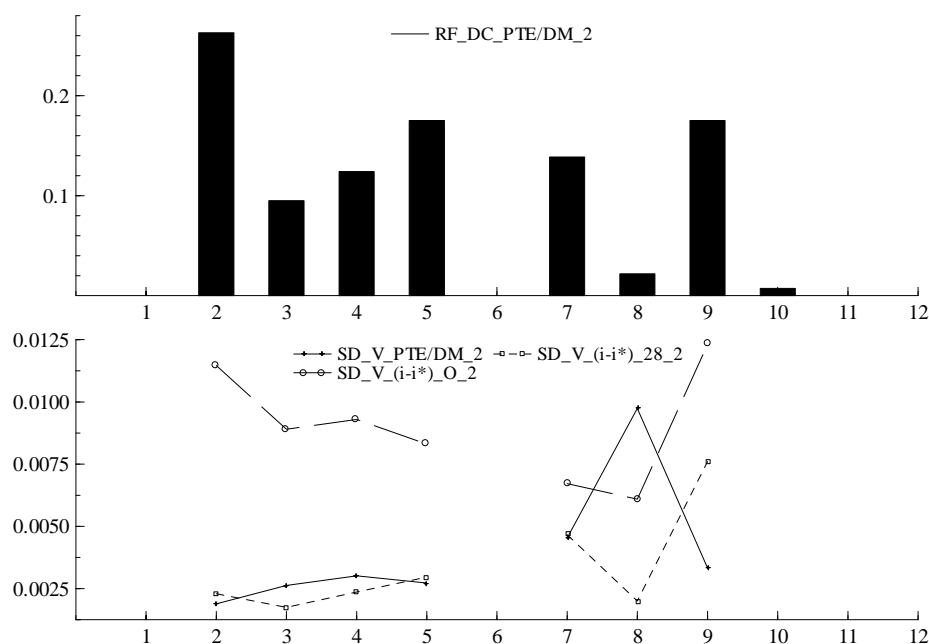 RF_DC_PTE/DM_2
0.2
0.1
1 2 3 4 5 7 8 9 10 11 12
0.0125
SD_V_PTE/DM_2 SD_V_(i-i*)_28_2
SD_V_(i-i*)_O_2
0.0100
0.0075
0.0050
0.0025
1 2 3 4 5 7 8 9 10 11 12